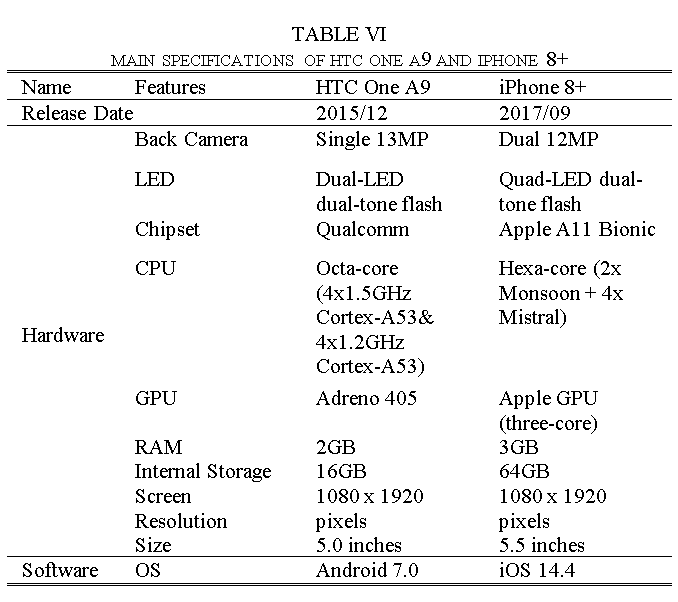 TABLE VI
MAIN SPECIFICATIONS OF HTC ONE A9 AND IPHONE 8+
Name Features HTC One A9 iPhone 8+
Release Date 2015/12 2017/09
Back Camera Single 13MP Dual 12MP
LED Dual-LED Quad-LED dual-
dual-tone flash tone flash
Chipset Qualcomm Apple A11 Bionic
CPU Octa-core Hexa-core (2x
(4x1.5GHz Monsoon + 4x
Cortex-A53& Mistral)
Hardware
4x1.2GHz
Cortex-A53)
GPU Adreno 405 Apple GPU
(three-core)
RAM 2GB 3GB
Internal Storage 16GB 64GB
Screen 1080 x 1920 1080 x 1920
Resolution pixels pixels
Size 5.0 inches 5.5 inches
Software OS Android 7.0 iOS 14.4